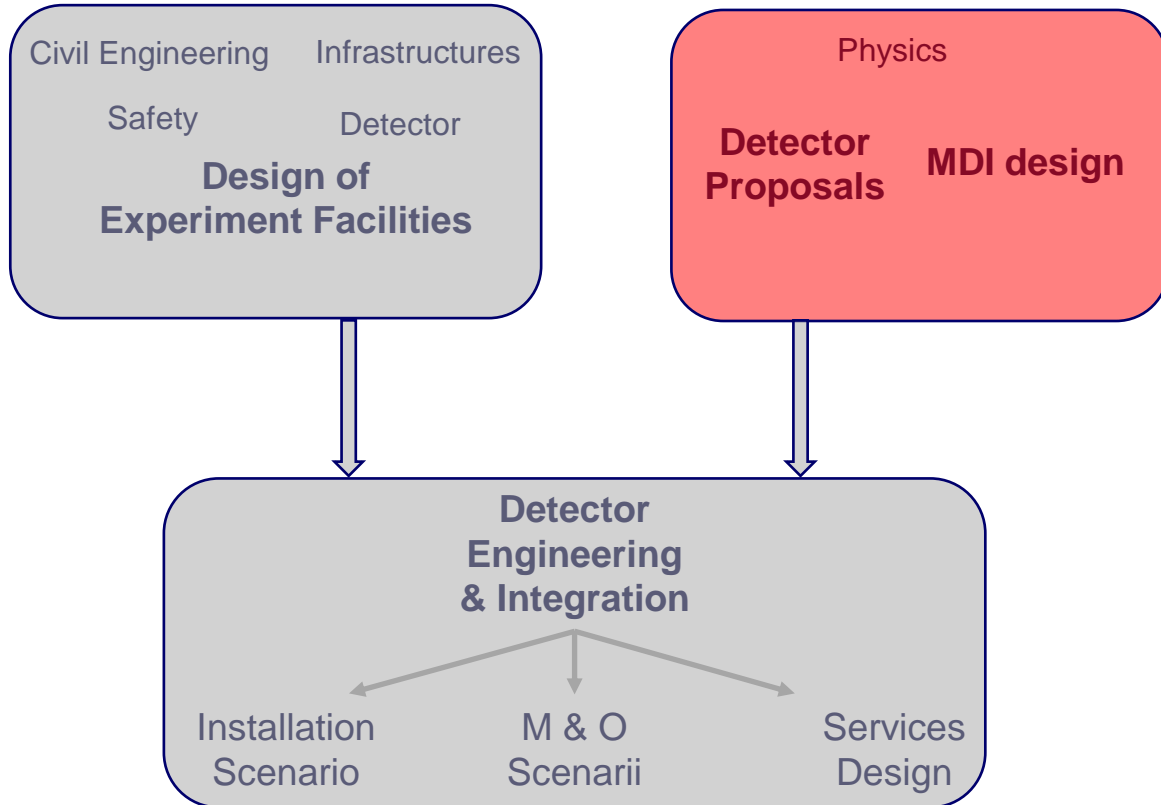 Civil Engineering Infrastructures
Safety Detector
Design of
Experiment Facilities
Physics
Detector
Proposals
MDI design
Detector
Engineering
& Integration
Installation
Scenario
M & O
Scenarii
Services
Design